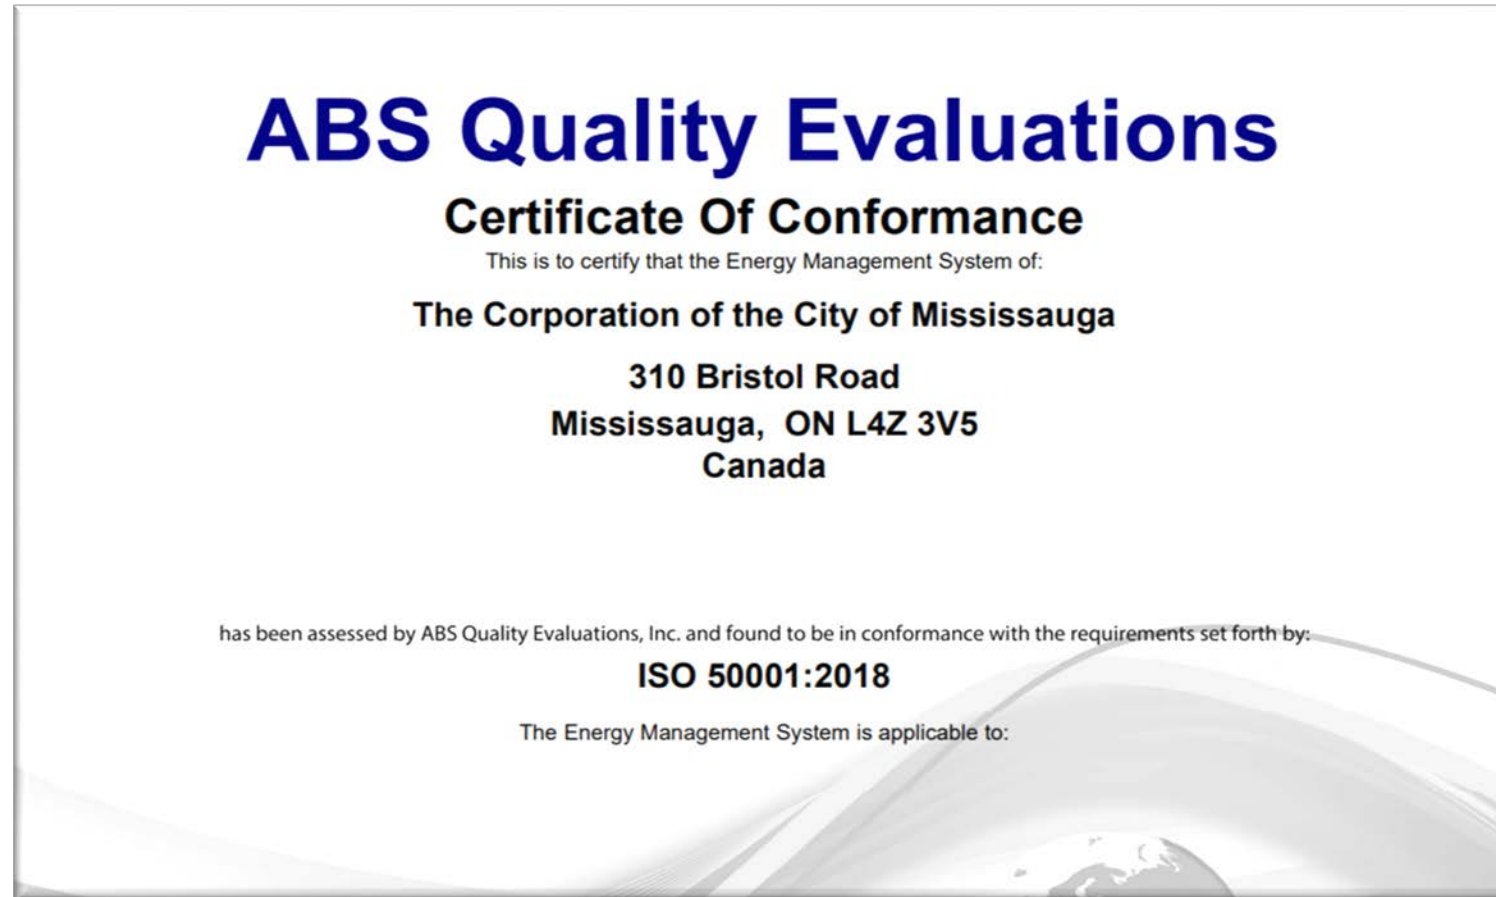 ABS Quality Evaluations
Certificate Of Conformance
This is to certify that the Energy Management System of:
The Corporation of the City of Mississauga
310 Bristol Road
Mississauga, ON L4Z 3V5
Canada
has been assessed by ABS Quality Evaluations, Inc. and found to be in conformance with the requirements set forth by:
ISO 50001:2018
The Energy Management System is applicable to: